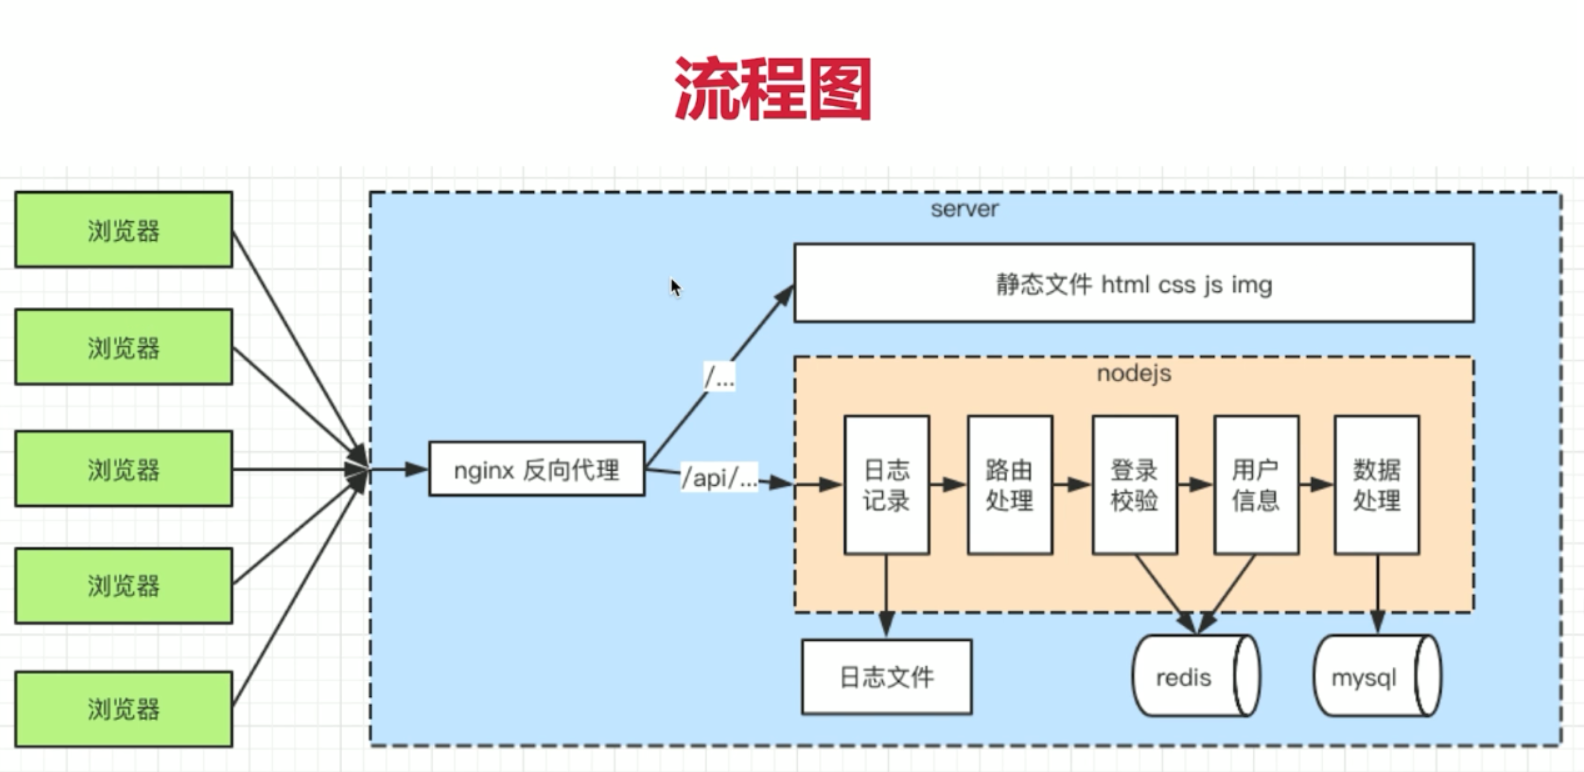 流程图
浏览器
浏览器
浏览器
浏览器
浏览器
server
静态文件 html css js img
/...
nginx 反向代理
/api/...
nodejs
日志
记录
路由
处理
登录
校验
用户
信息
数据
处理
日志文件
redis
mysql